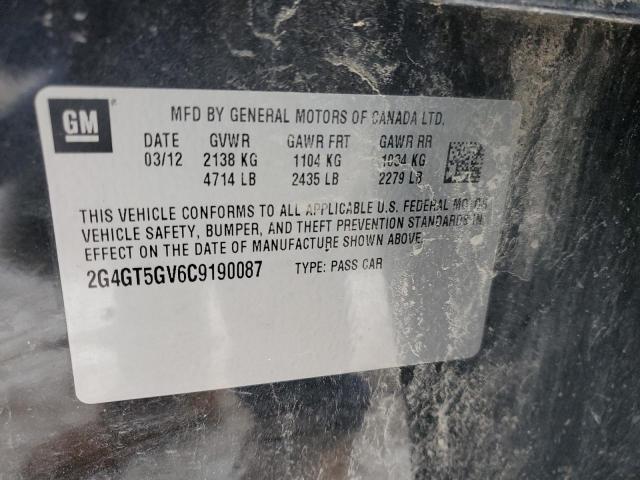 GM
MFD BY GENERAL MOTORS OF CANADA LTD.
DATE GVWR GAWR FRT GAWR RR
03/12 2138 KG 1104 KG 1034 KG
4714 LB 2435 LB 2279 LB
THIS VEHICLE CONFORMS TO ALL APPLICABLE U.S. FEDERAL MOTOR
VEHICLE SAFETY, BUMPER, AND THEFT PREVENTION STANDARDS IN
EFFECT ON THE DATE OF MANUFACTURE SHOWN ABOVE.
2G4GT5GV6C9190087 TYPE: PASS CAR